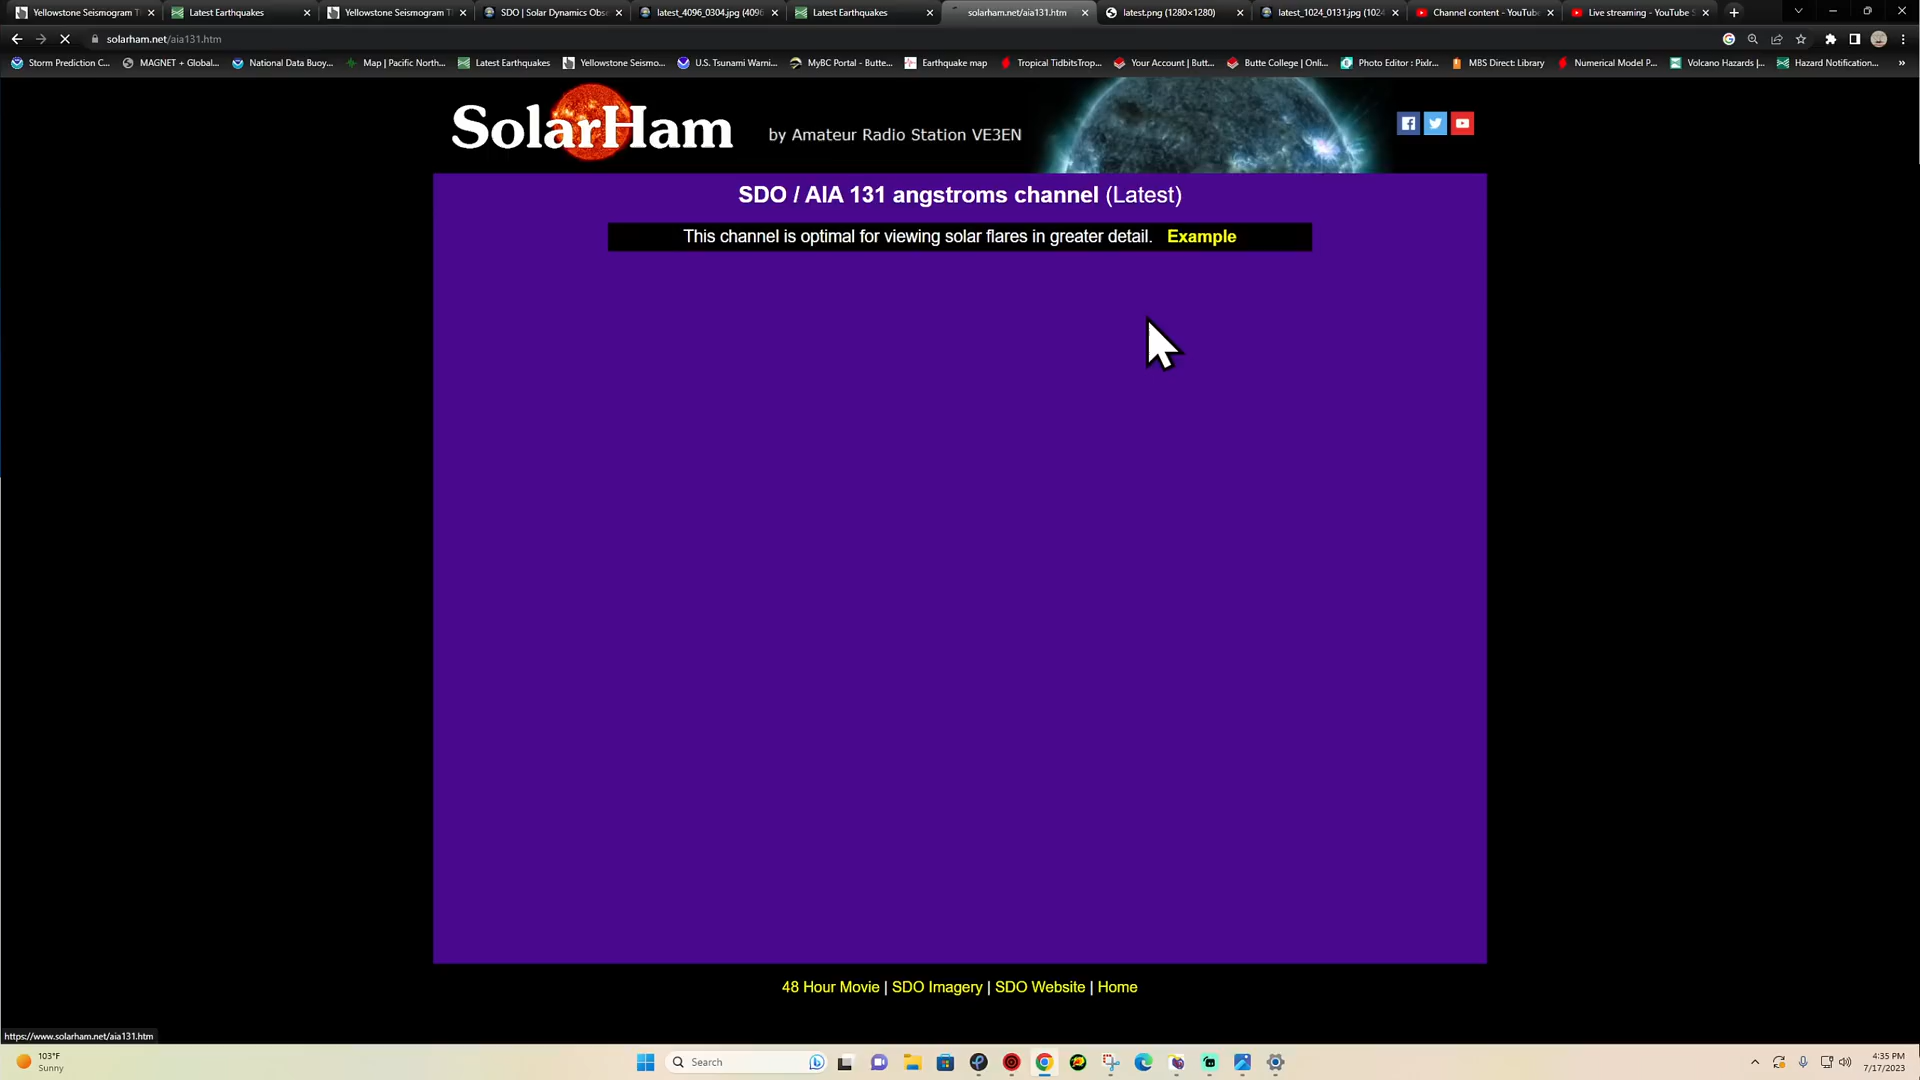 Yellowstone Seismogram T
Latest Earthquakes
Yellowstone Seismogram T
SDO | Solar Dynamics Obse
latest_4096_0304.jpg (4096
Latest Earthquakes
solarham.net/aia131.htm
latest.png (1280×1280)
latest_1024_0131.jpg (1024
Channel content - YouTube
Live streaming - YouTube S
solarham.net/aia131.htm
Storm Prediction C...
MAGNET + Global...
National Data Buoy...
Map | Pacific North...
Latest Earthquakes
Yellowstone Seismo...
U.S. Tsunami Warni...
MyBC Portal - Butte...
Earthquake map
Tropical TidbitsTrop...
Your Account | Butt...
Butte College | Onli...
Photo Editor : Pixlr...
MBS Direct Library
Numerical Model P...
Volcano Hazards |...
Hazard Notification...
»
SolarHam
by Amateur Radio Station VE3EN
SDO / AIA 131 angstroms channel (Latest)
This channel is optimal for viewing solar flares in greater detail. Example
48 Hour Movie | SDO Imagery | SDO Website | Home
https://www.solarham.net/aia131.htm
103°F
Sunny
Search
4:35 PM
7/17/2023